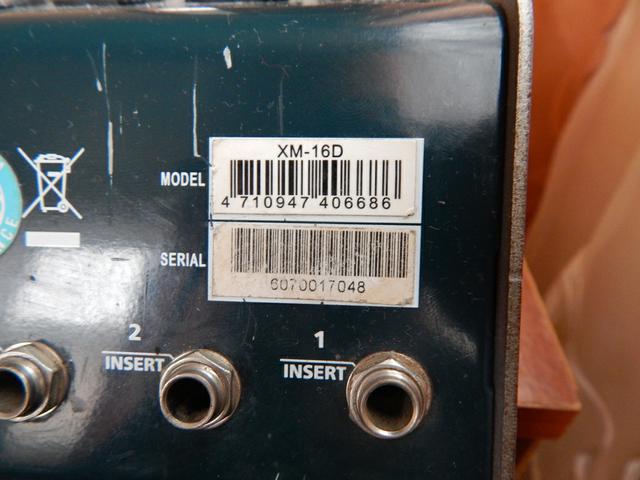 XM-16D
MODEL
4 710947 406686
SERIAL
6070017048
2
INSERT
1
INSERT